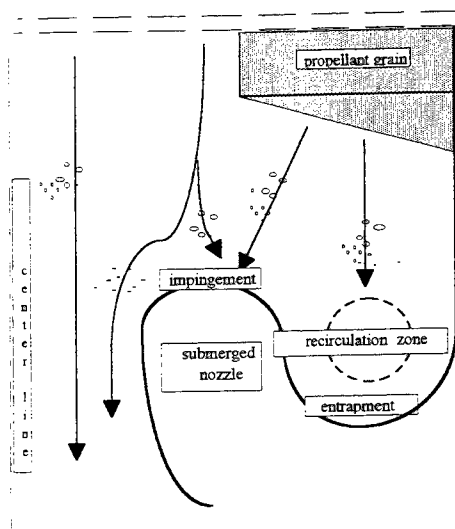 propellant grain
impingement
recirculation zone
submerged
nozzle
entrapment
center line